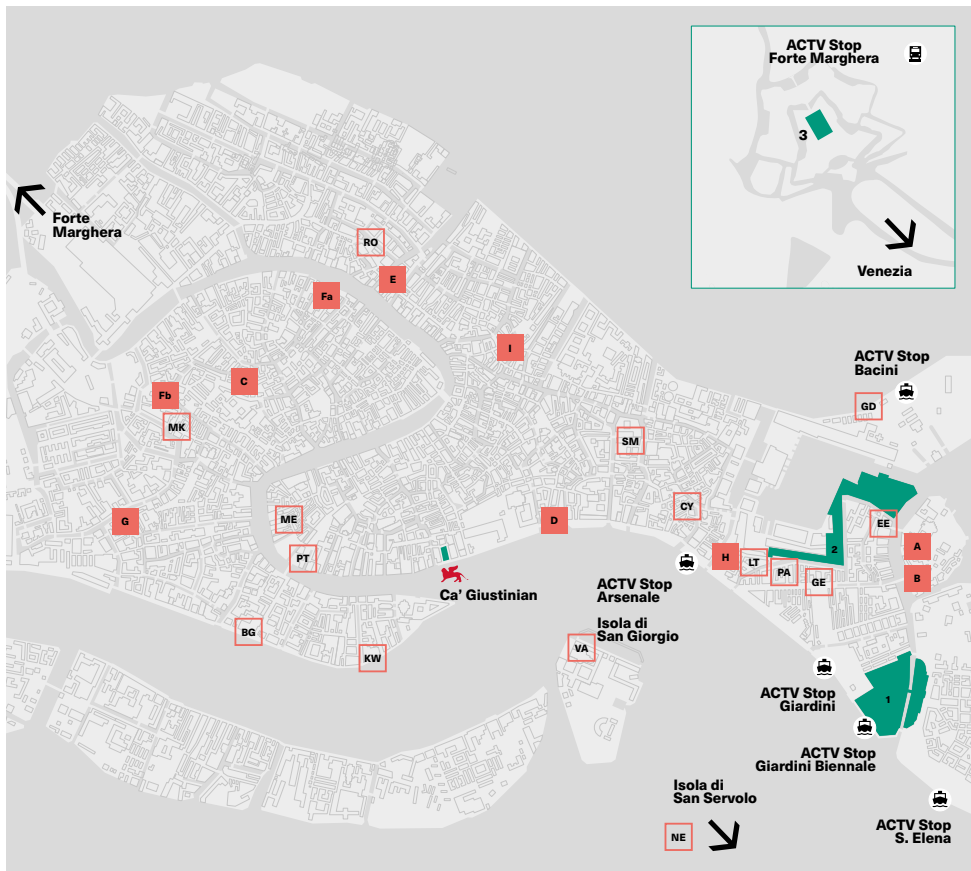 ACTV Stop
Forte Marghera
3
Venezia
Forte
Marghera
RO
E
Fa
I
ACTV Stop
Bacini
C
Fb
GD
MK
SM
CY
ME
D
G
EE
2
A
PT
H
LT
PA
GE
B
ACTV Stop
Arsenale
Ca' Giustinian
Isola di
San Giorgio
BG
VA
KW
ACTV Stop
Giardini
1
ACTV Stop
Giardini Biennale
Isola di
San Servolo
NE
ACTV Stop
S. Elena